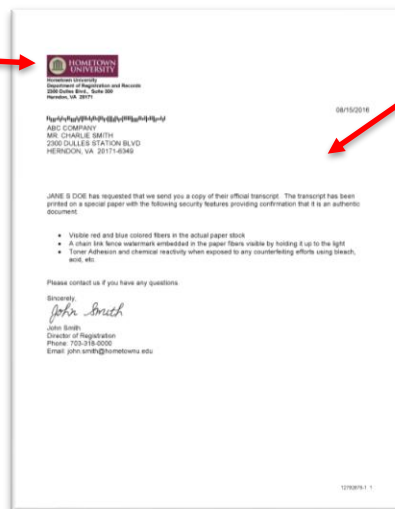 HOMETOWN
UNIVERSITY
Hometown University
Department of Registration and Records
2300 Dulles Blvd., Suite 300
Herndon, VA 20171
08/15/2016
ABC COMPANY
MR. CHARLIE SMITH
2300 DULLES STATION BLVD
HERNDON, VA 20171-6349
JANE S DOE has requested that we send you a copy of their official transcript. The transcript has been
printed on a special paper with the following security features providing confirmation that it is an authentic
document:
• Visible red and blue colored fibers in the actual paper stock
• A chain link fence watermark embedded in the paper fibers visible by holding it up to the light
• Toner Adhesion and chemical reactivity when exposed to any counterfeiting efforts using bleach,
acid, etc.
Please contact us if you have any questions.
Sincerely,
John Smith
John Smith
Director of Registration
Phone: 703-318-0000
Email: john.smith@hometownu.edu